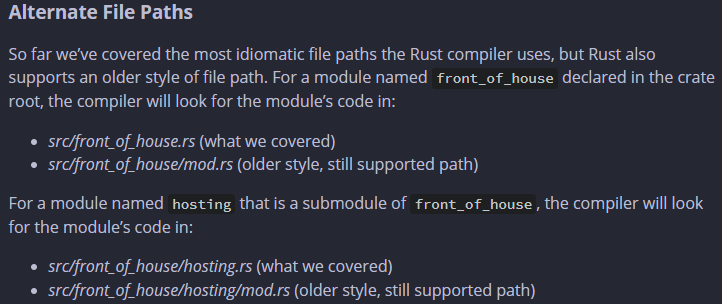 Alternate File Paths
So far we’ve covered the most idiomatic file paths the Rust compiler uses, but Rust also
supports an older style of file path. For a module named front_of_house declared in the crate
root, the compiler will look for the module’s code in:
• src/front_of_house.rs (what we covered)
• src/front_of_house/mod.rs (older style, still supported path)
For a module named hosting that is a submodule of front_of_house, the compiler will look
for the module’s code in:
• src/front_of_house/hosting.rs (what we covered)
• src/front_of_house/hosting/mod.rs (older style, still supported path)